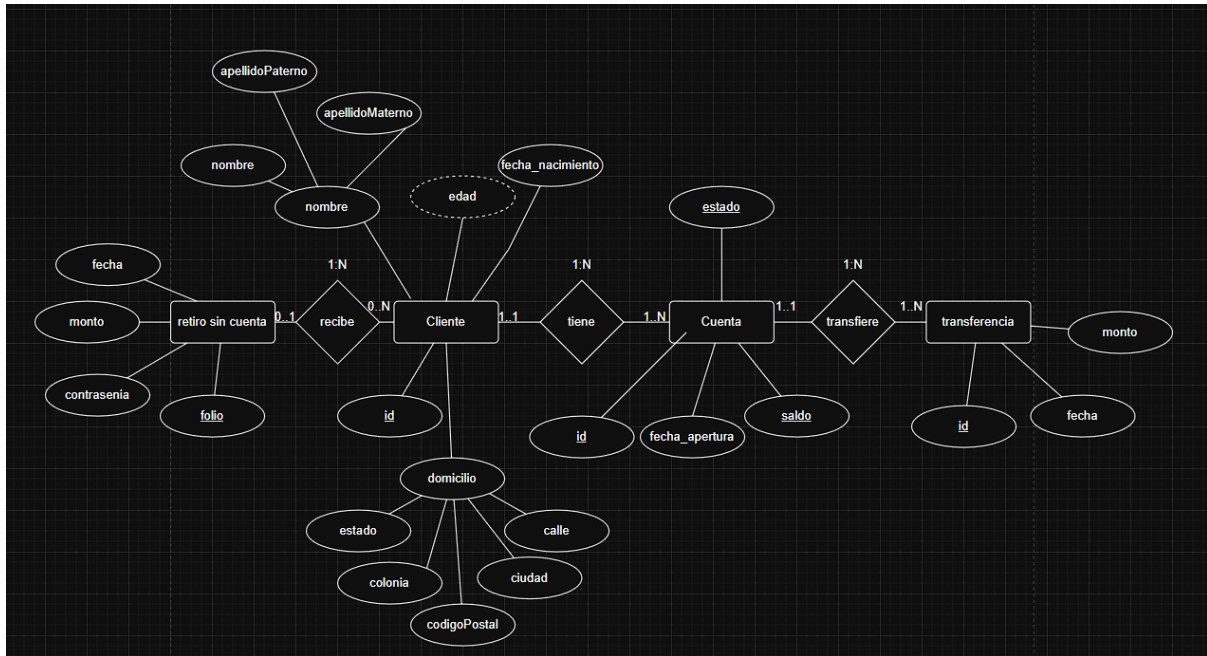 apellidoPaterno
apellidoMaterno
nombre
fecha_nacimiento
edad
nombre
estado
fecha
1:N
1:N
1:N
0..1
0..N
1..1
1..N
1..1
1..N
monto
retiro sin cuenta
recibe
Cliente
tiene
Cuenta
transfiere
transferencia
monto
contrasenia
folio
id
id
fecha_apertura
saldo
id
fecha
domicilio
estado
calle
colonia
ciudad
codigoPostal